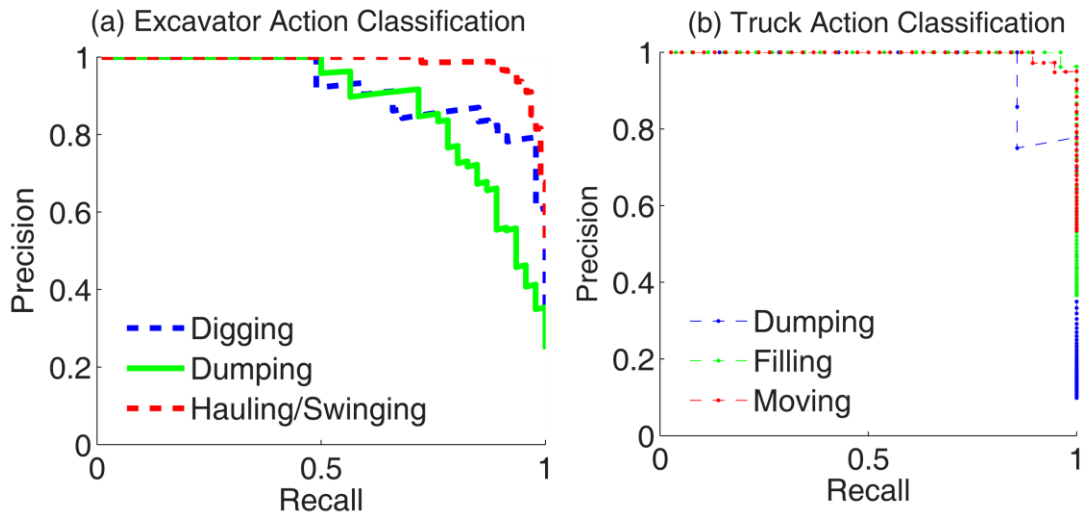 (a) Excavator Action Classification
1
0.8
0.6
0.4
0.2
0
Precision
Digging
Dumping
Hauling/Swinging
0
0.5
1
Recall
(b) Truck Action Classification
1
0.8
0.6
0.4
0.2
0
Precision
Dumping
Filling
Moving
0
0.5
1
Recall